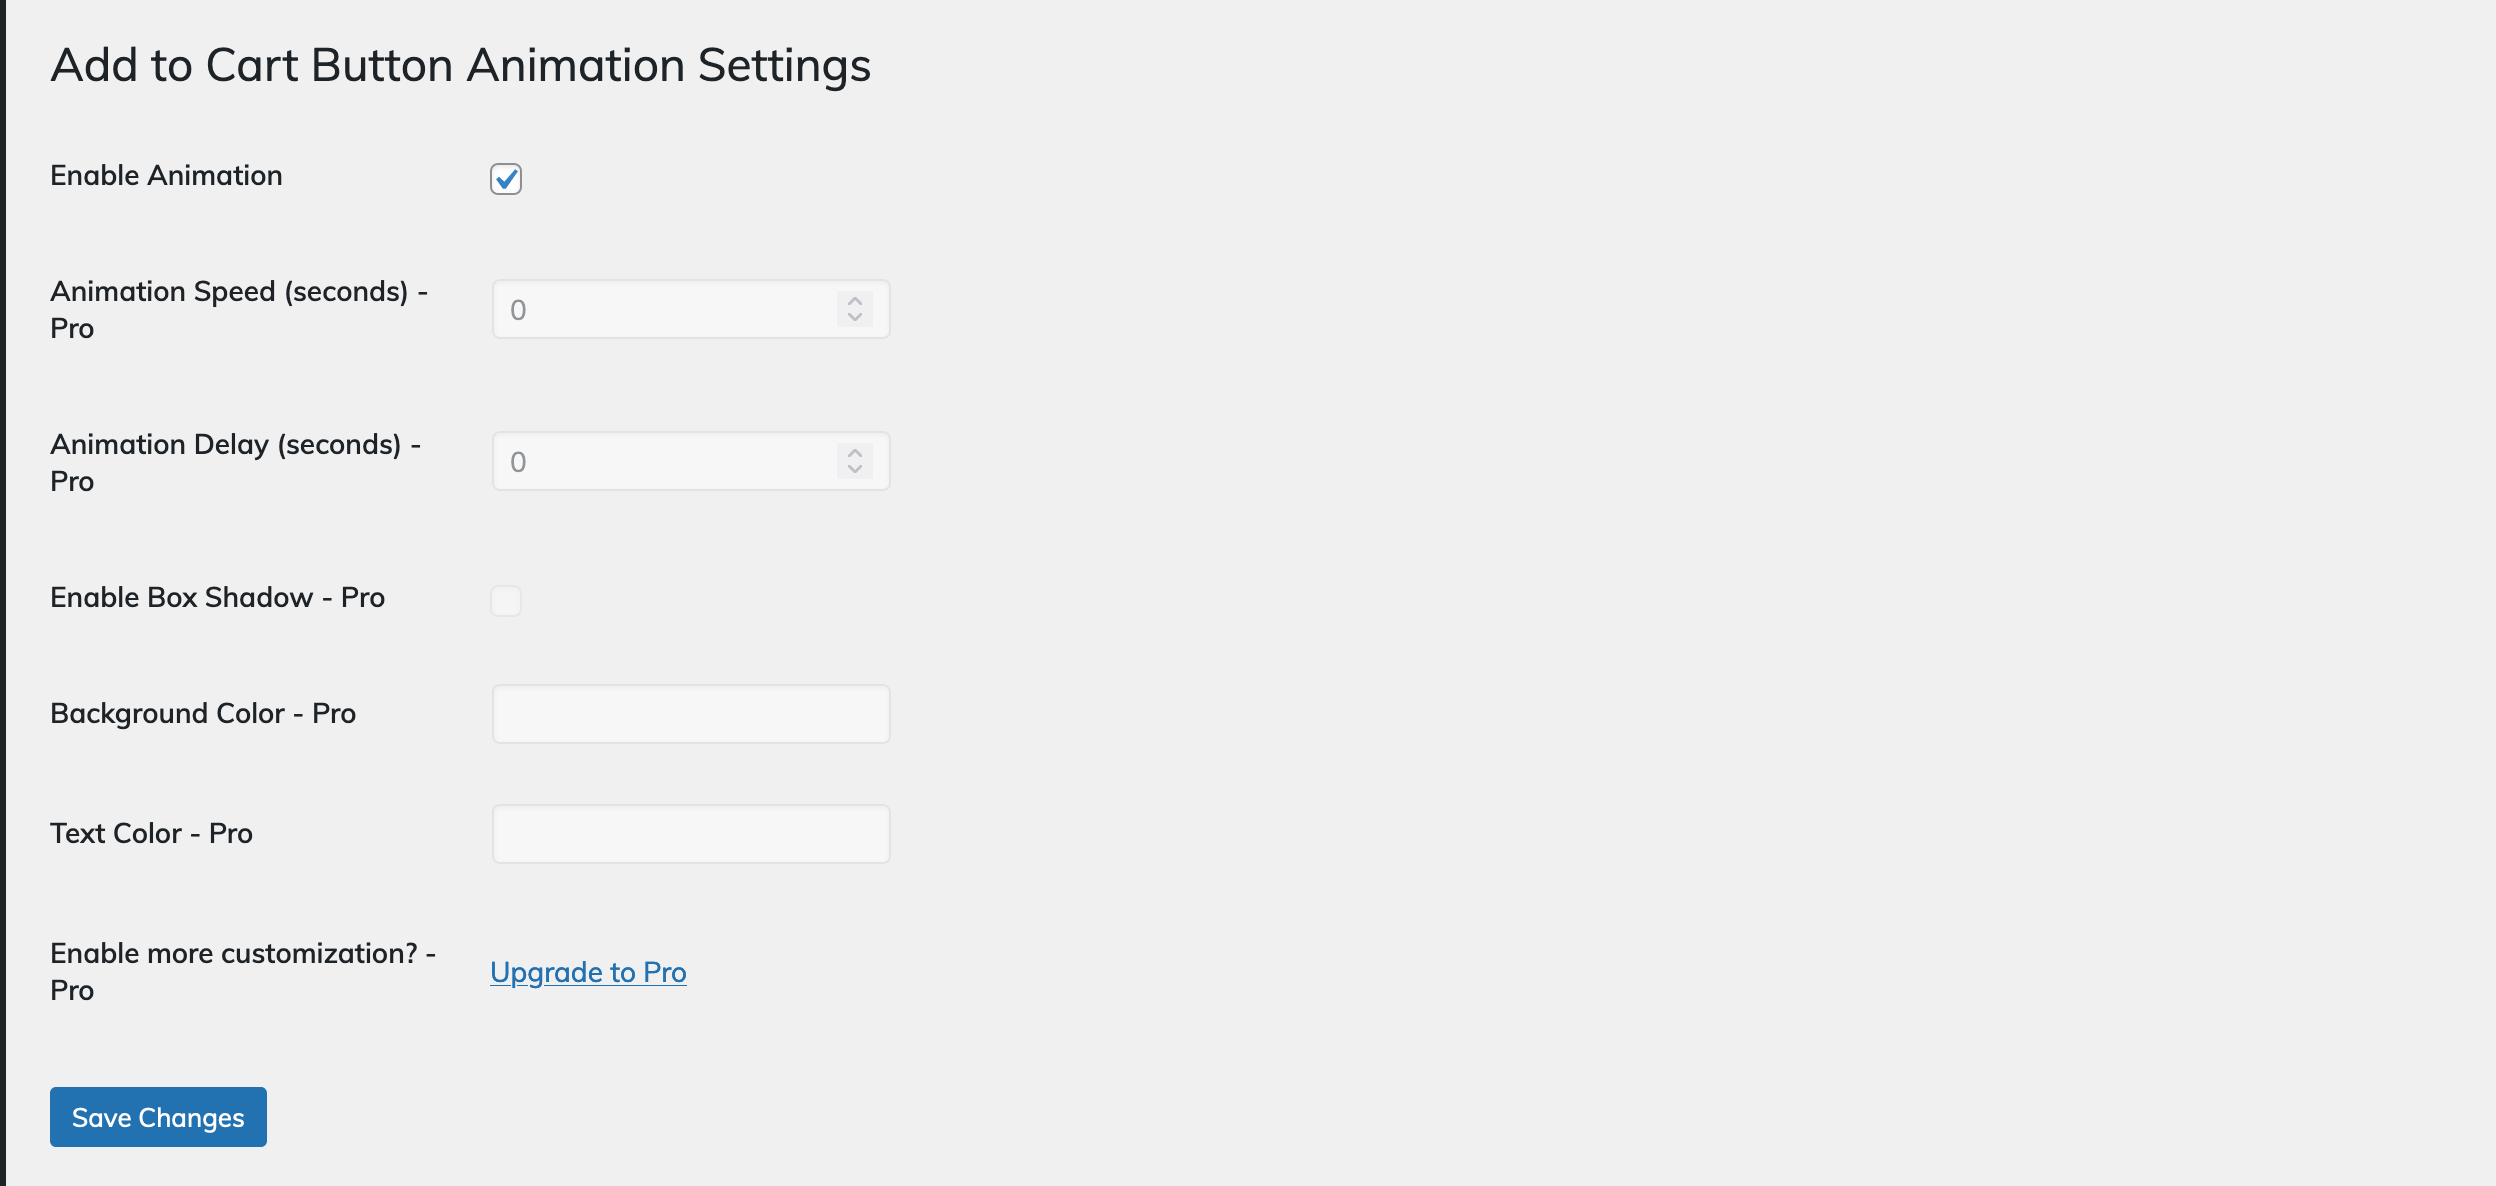 Add to Cart Button Animation Settings
Enable Animation
Animation Speed (seconds) -
Pro
0
Animation Delay (seconds) -
Pro
0
Enable Box Shadow - Pro
Background Color - Pro
Text Color - Pro
Enable more customization? -
Pro
Upgrade to Pro
Save Changes